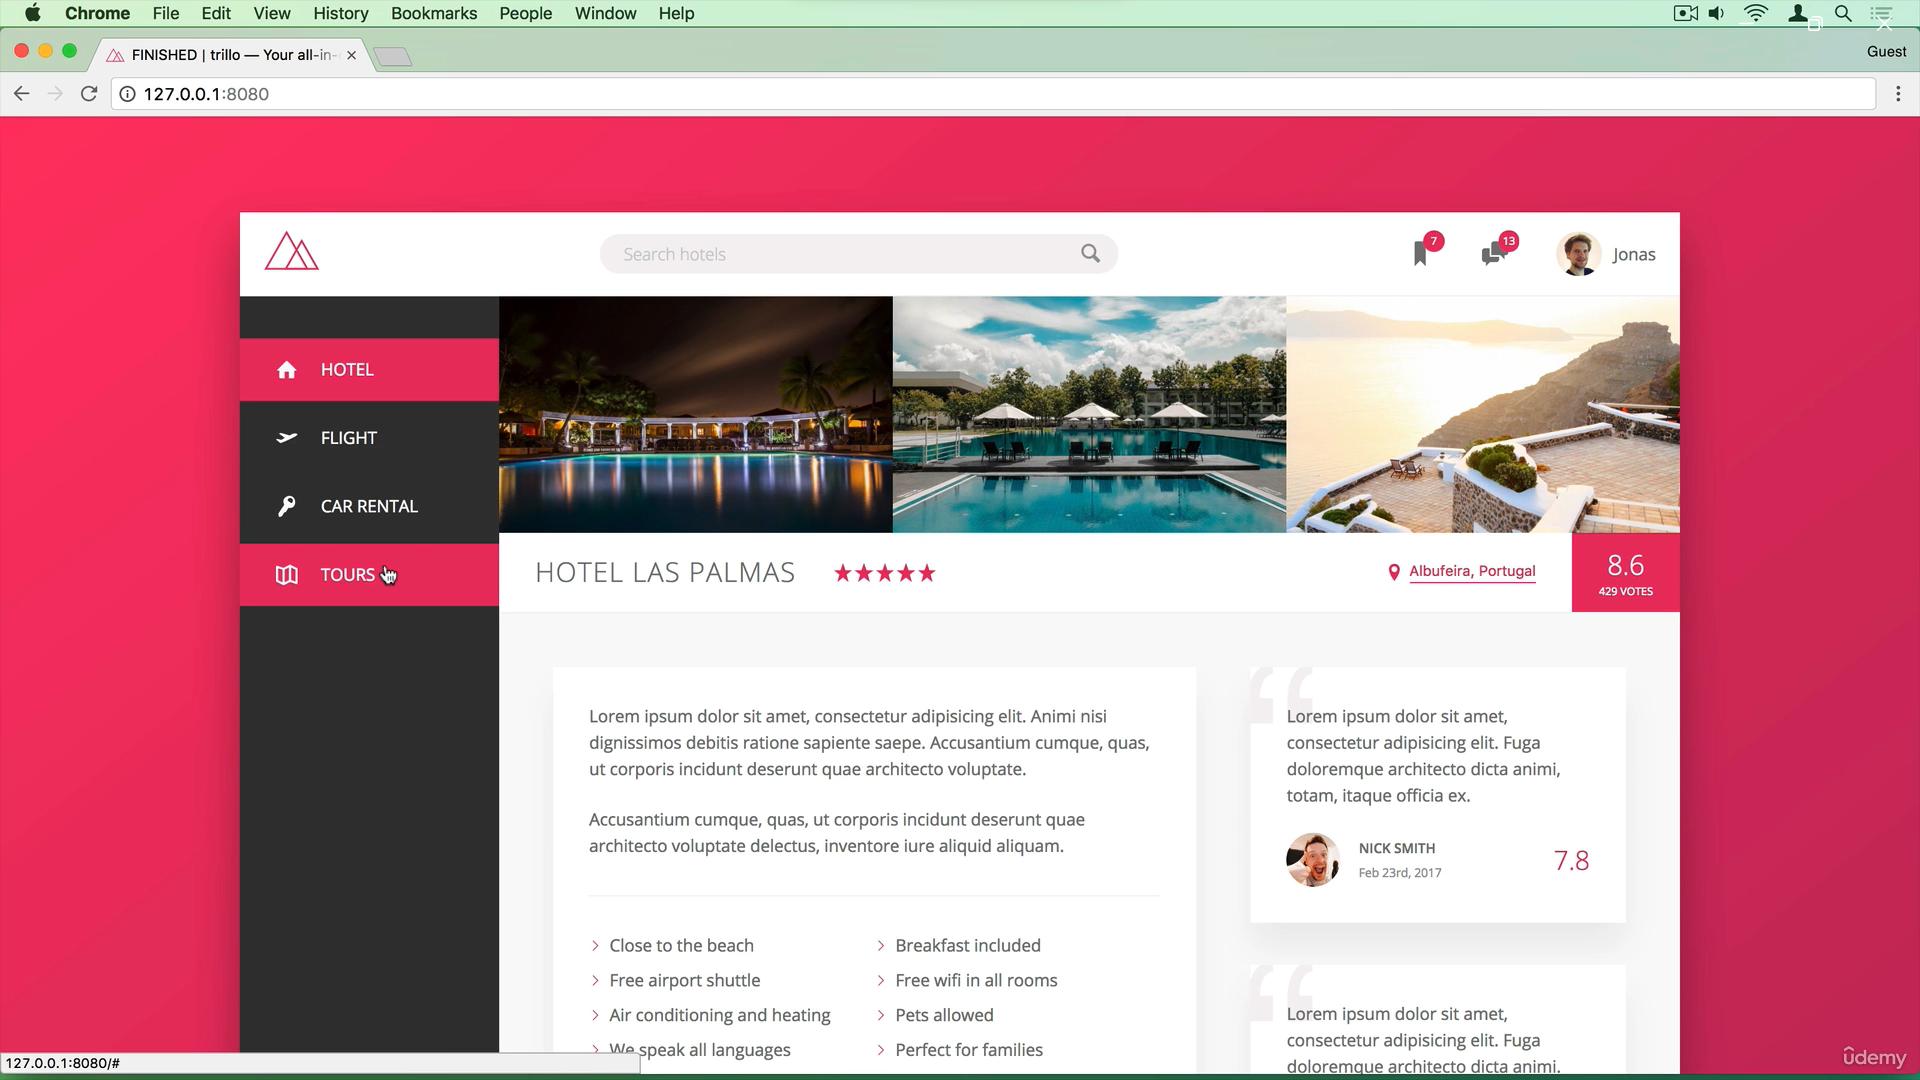 Chrome File Edit View History Bookmarks People Window Help
FINISHED | trillo — Your all-in-
Guest
127.0.0.1:8080
Search hotels
7
13
Jonas
HOTEL
FLIGHT
CAR RENTAL
TOURS
HOTEL LAS PALMAS
Albufeira, Portugal
8.6
429 VOTES
Lorem ipsum dolor sit amet, consectetur adipisicing elit. Animi nisi
dignissimos debitis ratione sapiente saepe. Accusantium cumque, quas,
ut corporis incidunt deserunt quae architecto voluptate.
Accusantium cumque, quas, ut corporis incidunt deserunt quae
architecto voluptate delectus, inventore iure aliquid aliquam.
Close to the beach
Breakfast included
Free airport shuttle
Free wifi in all rooms
Air conditioning and heating
Pets allowed
We speak all languages
Perfect for families
“
Lorem ipsum dolor sit amet,
consectetur adipisicing elit. Fuga
doloremque architecto dicta animi,
totam, itaque officia ex.
NICK SMITH
Feb 23rd, 2017
7.8
“
Lorem ipsum dolor sit amet,
consectetur adipisicing elit. Fuga
doloremque architecto dicta animi.
127.0.0.1:8080/#
ûdemy